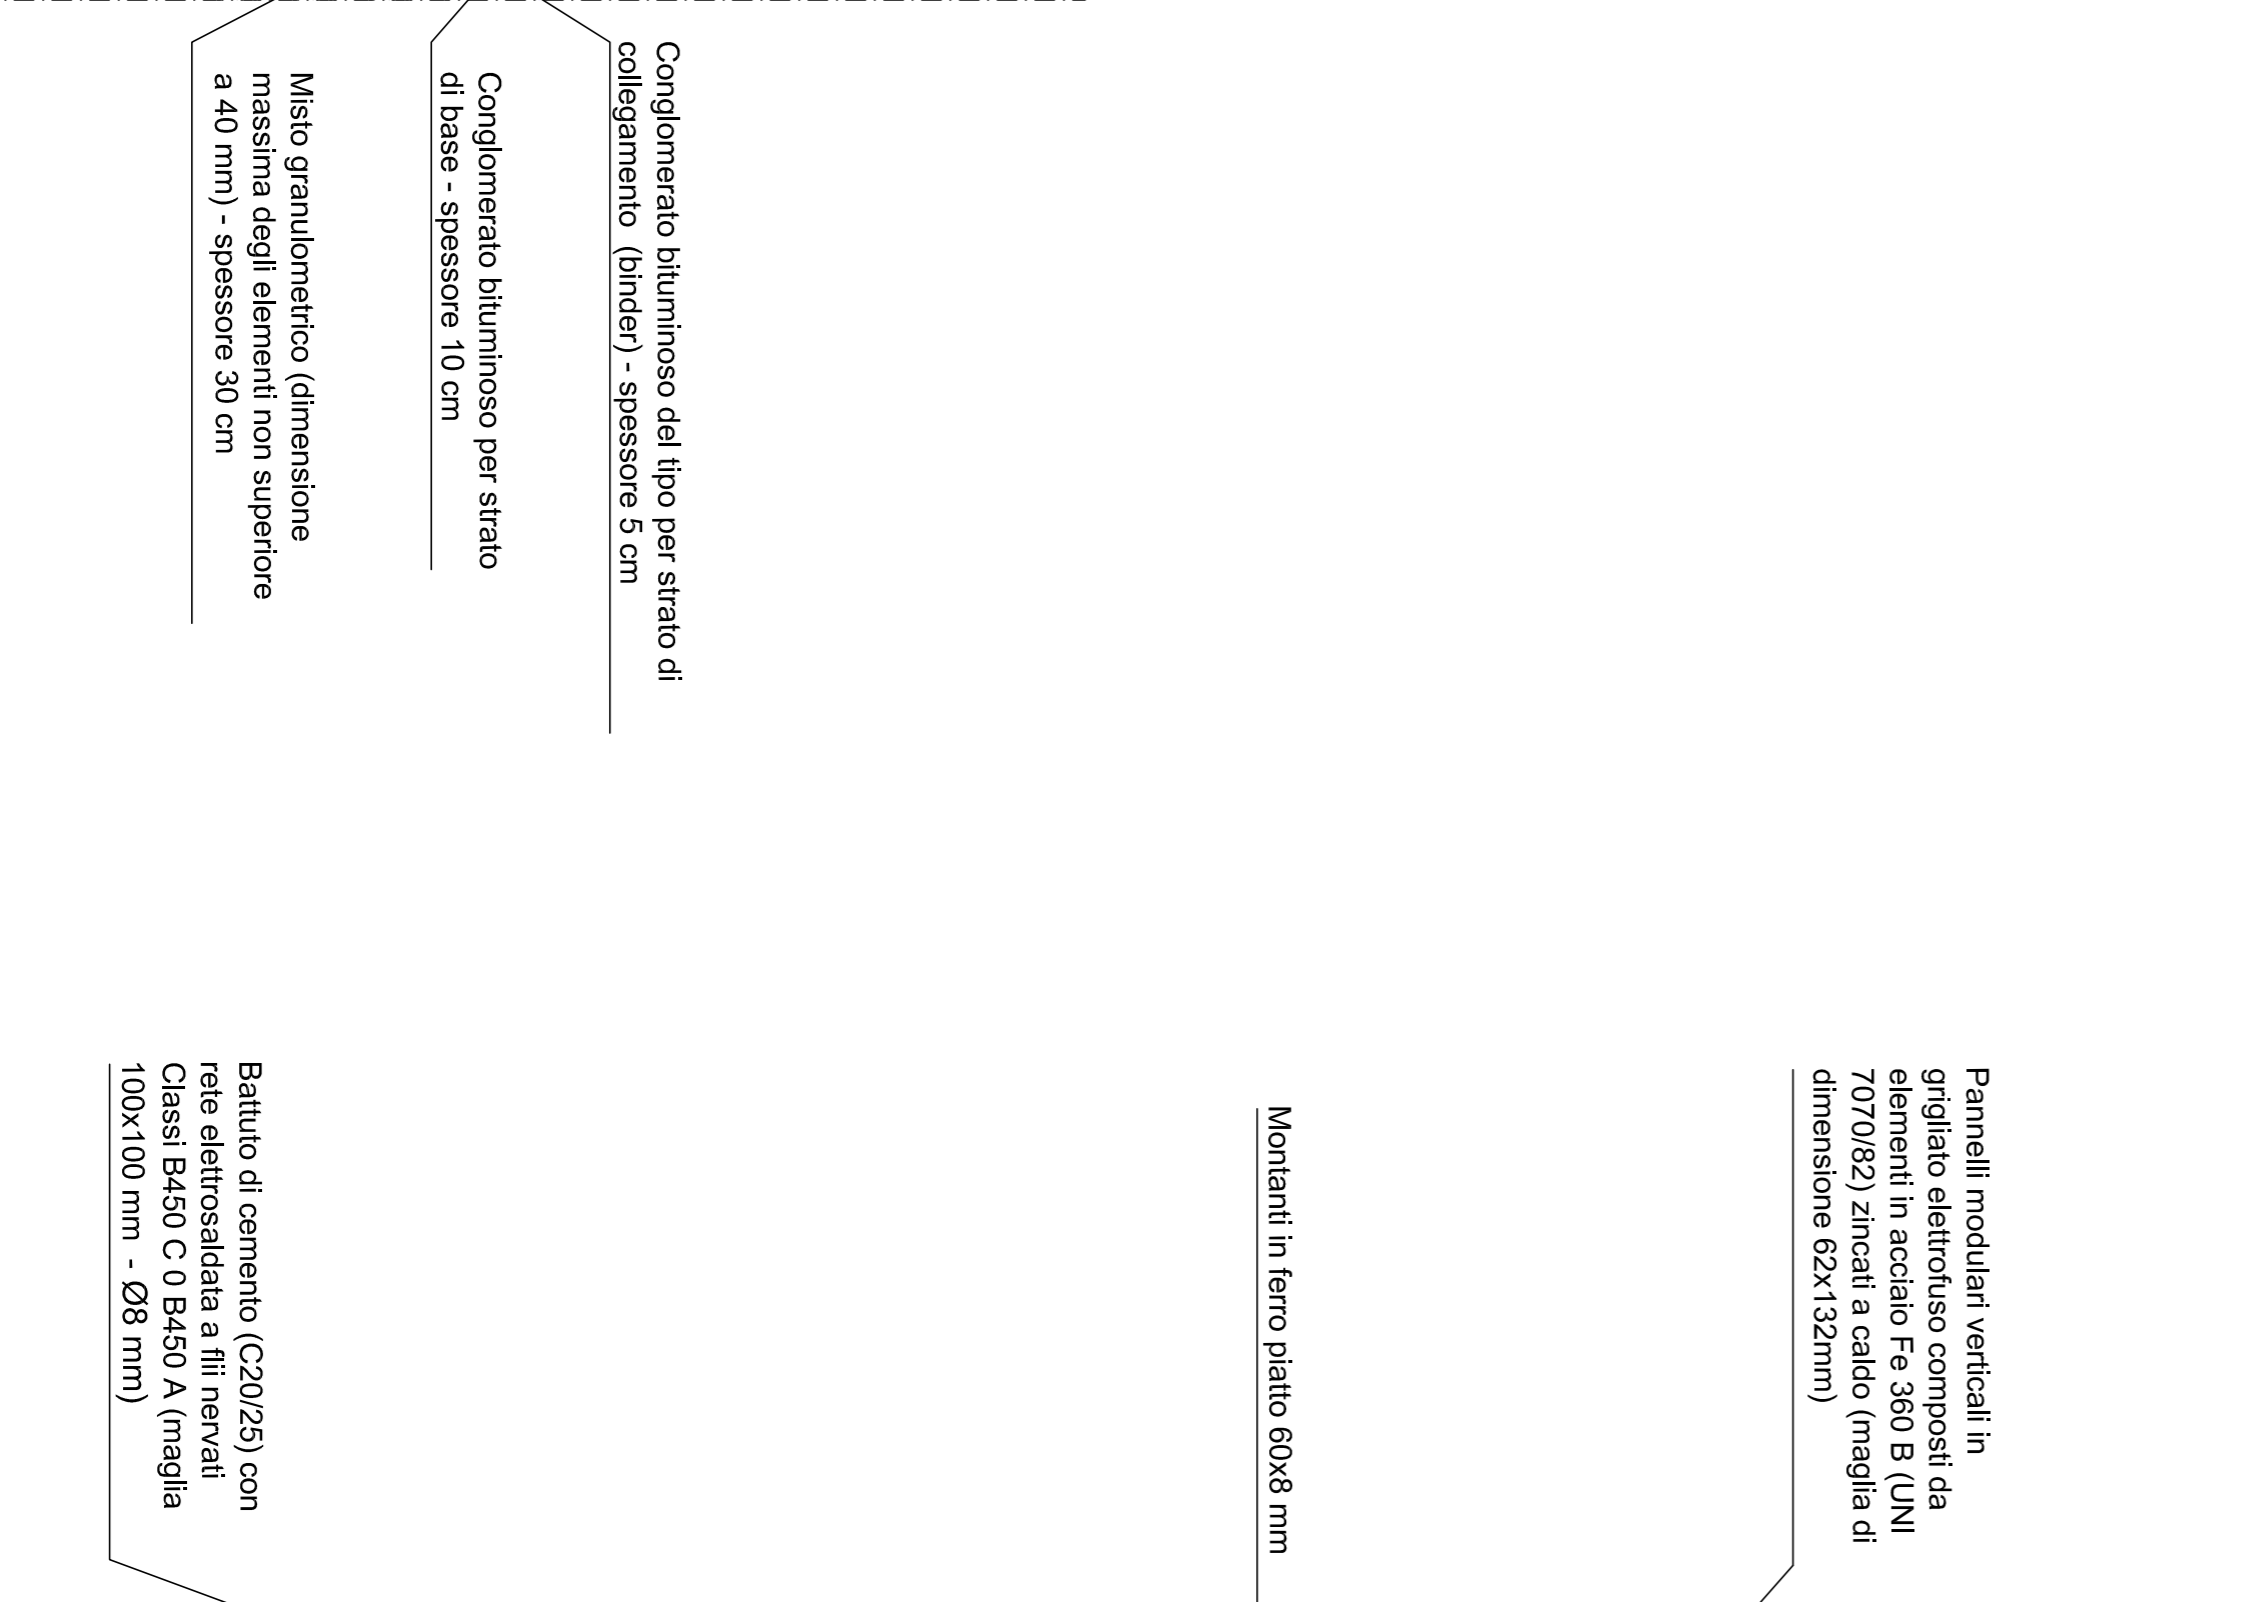 Conglomerato bituminoso del tipo per strato di
collegamento  (binder) - spessore 5 cm
Conglomerato bituminoso per strato
di base - spessore 10 cm
Misto granulometrico (dimensione
massima degli elementi non superiore
a 40 mm) - spessore 30 cm
Pannelli modulari verticali in
grigliato elettrofuso composti da
elementi in acciaio Fe 360 B (UNI
7070/82) zincati a caldo (maglia di
dimensione 62x132mm)
Montanti in ferro piatto 60x8 mm
Battuto di cemento (C20/25) con
rete elettrosaldata a flii nervati
Classi B450 C 0 B450 A (maglia
100x100 mm  - Ø8 mm)